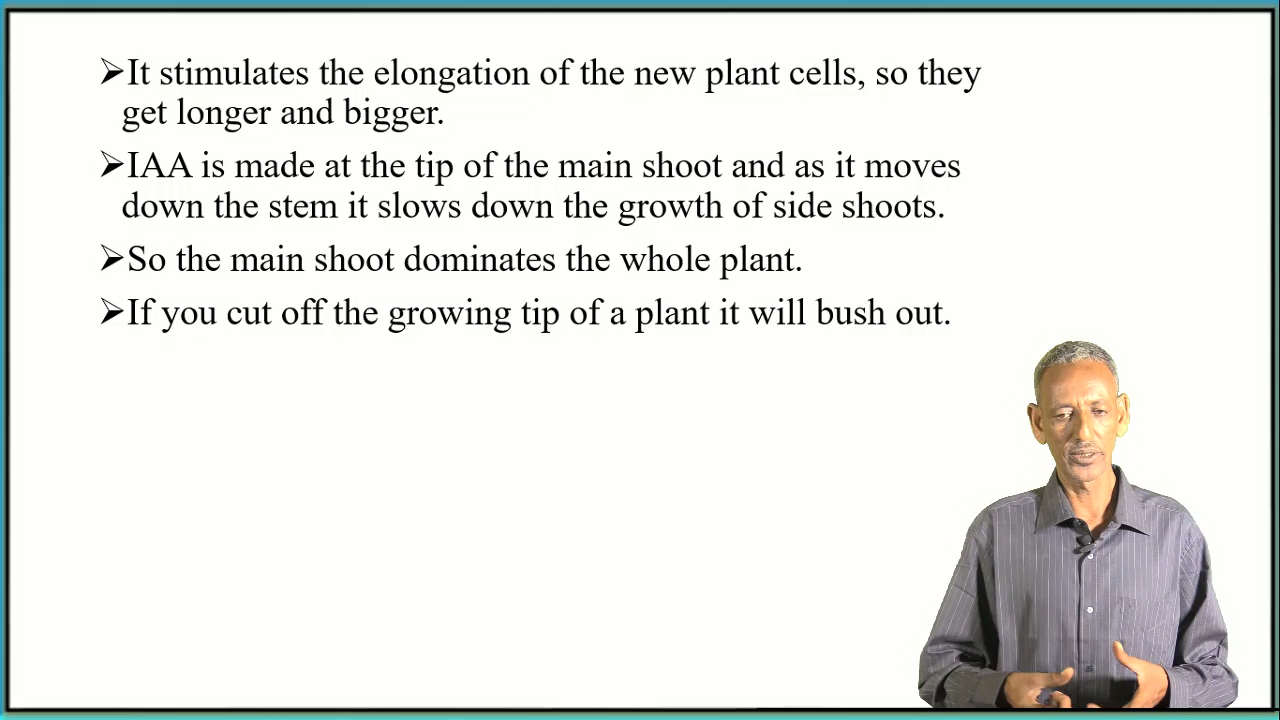 ➢It stimulates the elongation of the new plant cells, so they
get longer and bigger.
➢IAA is made at the tip of the main shoot and as it moves
down the stem it slows down the growth of side shoots.
➢So the main shoot dominates the whole plant.
➢If you cut off the growing tip of a plant it will bush out.